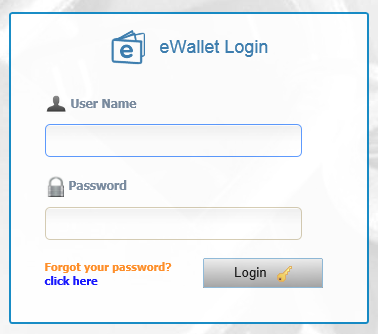 e eWallet Login
User Name
Password
Forgot your password?
click here
Login